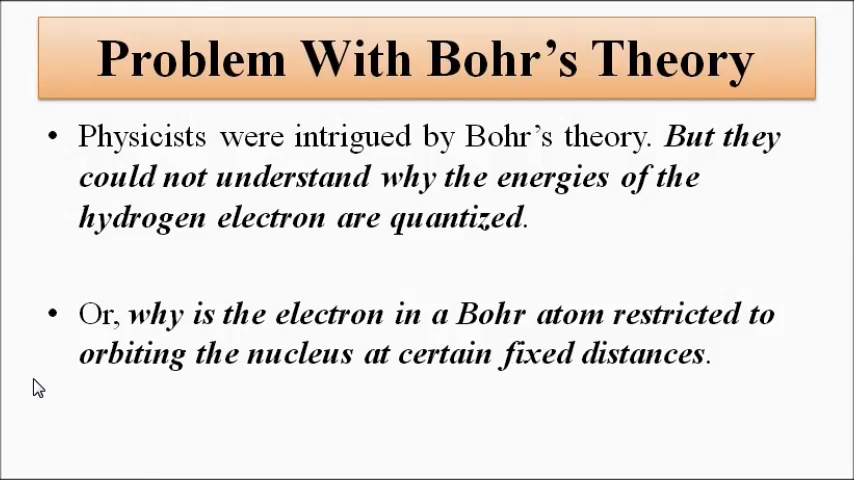 Problem With Bohr's Theory
• Physicists were intrigued by Bohr's theory. But they
could not understand why the energies of the
hydrogen electron are quantized.
• Or, why is the electron in a Bohr atom restricted to
orbiting the nucleus at certain fixed distances.